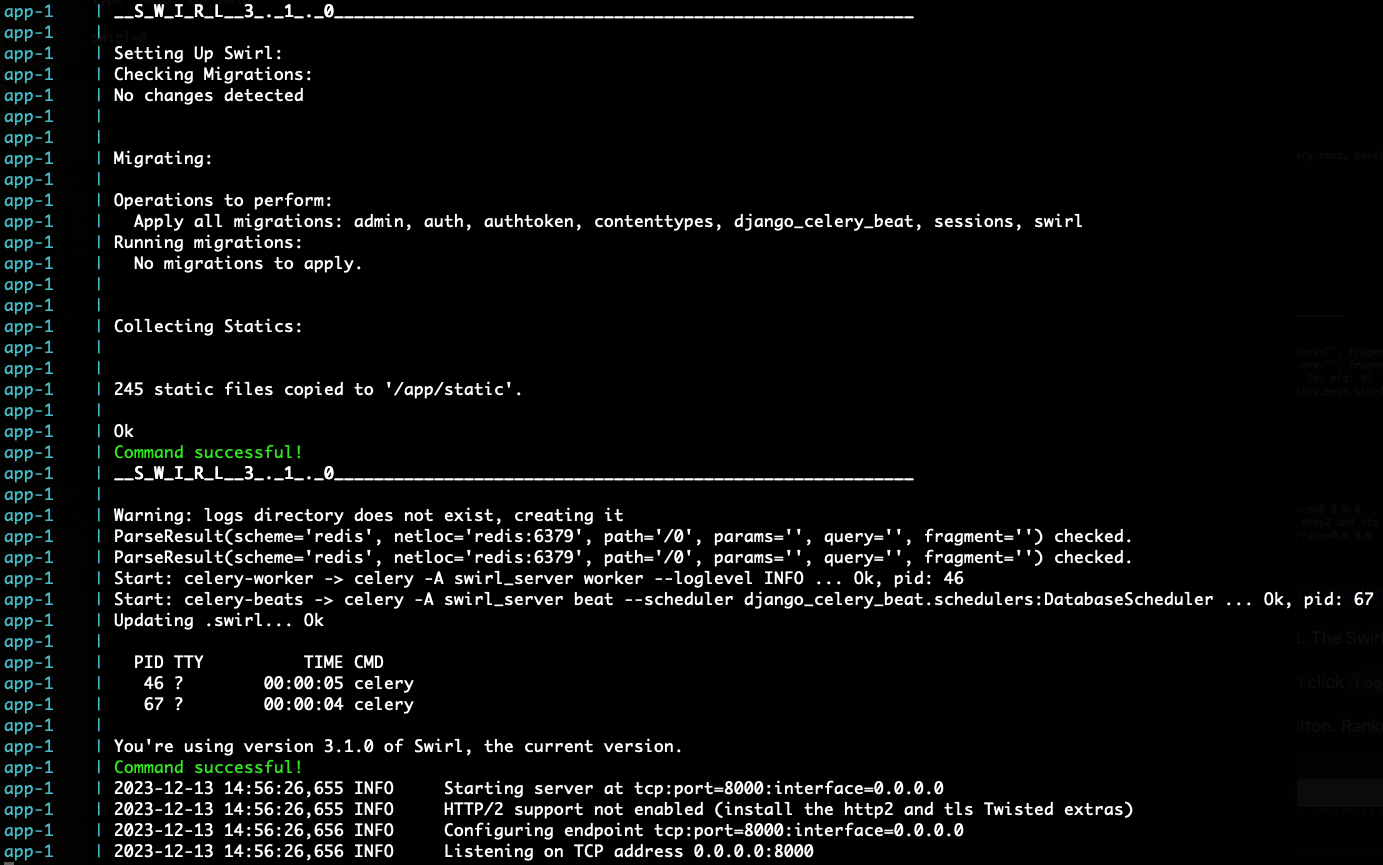 app-1 | __S_W_I_R_L__3_._1_._0__________________________________________________________
app-1 |
app-1 | Setting Up Swirl:
app-1 | Checking Migrations:
app-1 | No changes detected
app-1 |
app-1 |
app-1 | Migrating:
app-1 |
app-1 | Operations to perform:
app-1 |   Apply all migrations: admin, auth, authtoken, contenttypes, django_celery_beat, sessions, swirl
app-1 | Running migrations:
app-1 |   No migrations to apply.
app-1 |
app-1 |
app-1 | Collecting Statics:
app-1 |
app-1 |
app-1 | 245 static files copied to '/app/static'.
app-1 |
app-1 | Ok
app-1 | Command successful!
app-1 | __S_W_I_R_L__3_._1_._0__________________________________________________________
app-1 |
app-1 | Warning: logs directory does not exist, creating it
app-1 | ParseResult(scheme='redis', netloc='redis:6379', path='/0', params='', query='', fragment='') checked.
app-1 | ParseResult(scheme='redis', netloc='redis:6379', path='/0', params='', query='', fragment='') checked.
app-1 | Start: celery-worker -> celery -A swirl_server worker --loglevel INFO ... Ok, pid: 46
app-1 | Start: celery-beats -> celery -A swirl_server beat --scheduler django_celery_beat.schedulers:DatabaseScheduler ... Ok, pid: 67
app-1 | Updating .swirl... Ok
app-1 |
app-1 |   PID TTY          TIME CMD
app-1 |    46 ?        00:00:05 celery
app-1 |    67 ?        00:00:04 celery
app-1 |
app-1 | You're using version 3.1.0 of Swirl, the current version.
app-1 | Command successful!
app-1 | 2023-12-13 14:56:26,655 INFO     Starting server at tcp:port=8000:interface=0.0.0.0
app-1 | 2023-12-13 14:56:26,655 INFO     HTTP/2 support not enabled (install the http2 and tls Twisted extras)
app-1 | 2023-12-13 14:56:26,656 INFO     Configuring endpoint tcp:port=8000:interface=0.0.0.0
app-1 | 2023-12-13 14:56:26,656 INFO     Listening on TCP address 0.0.0.0:8000